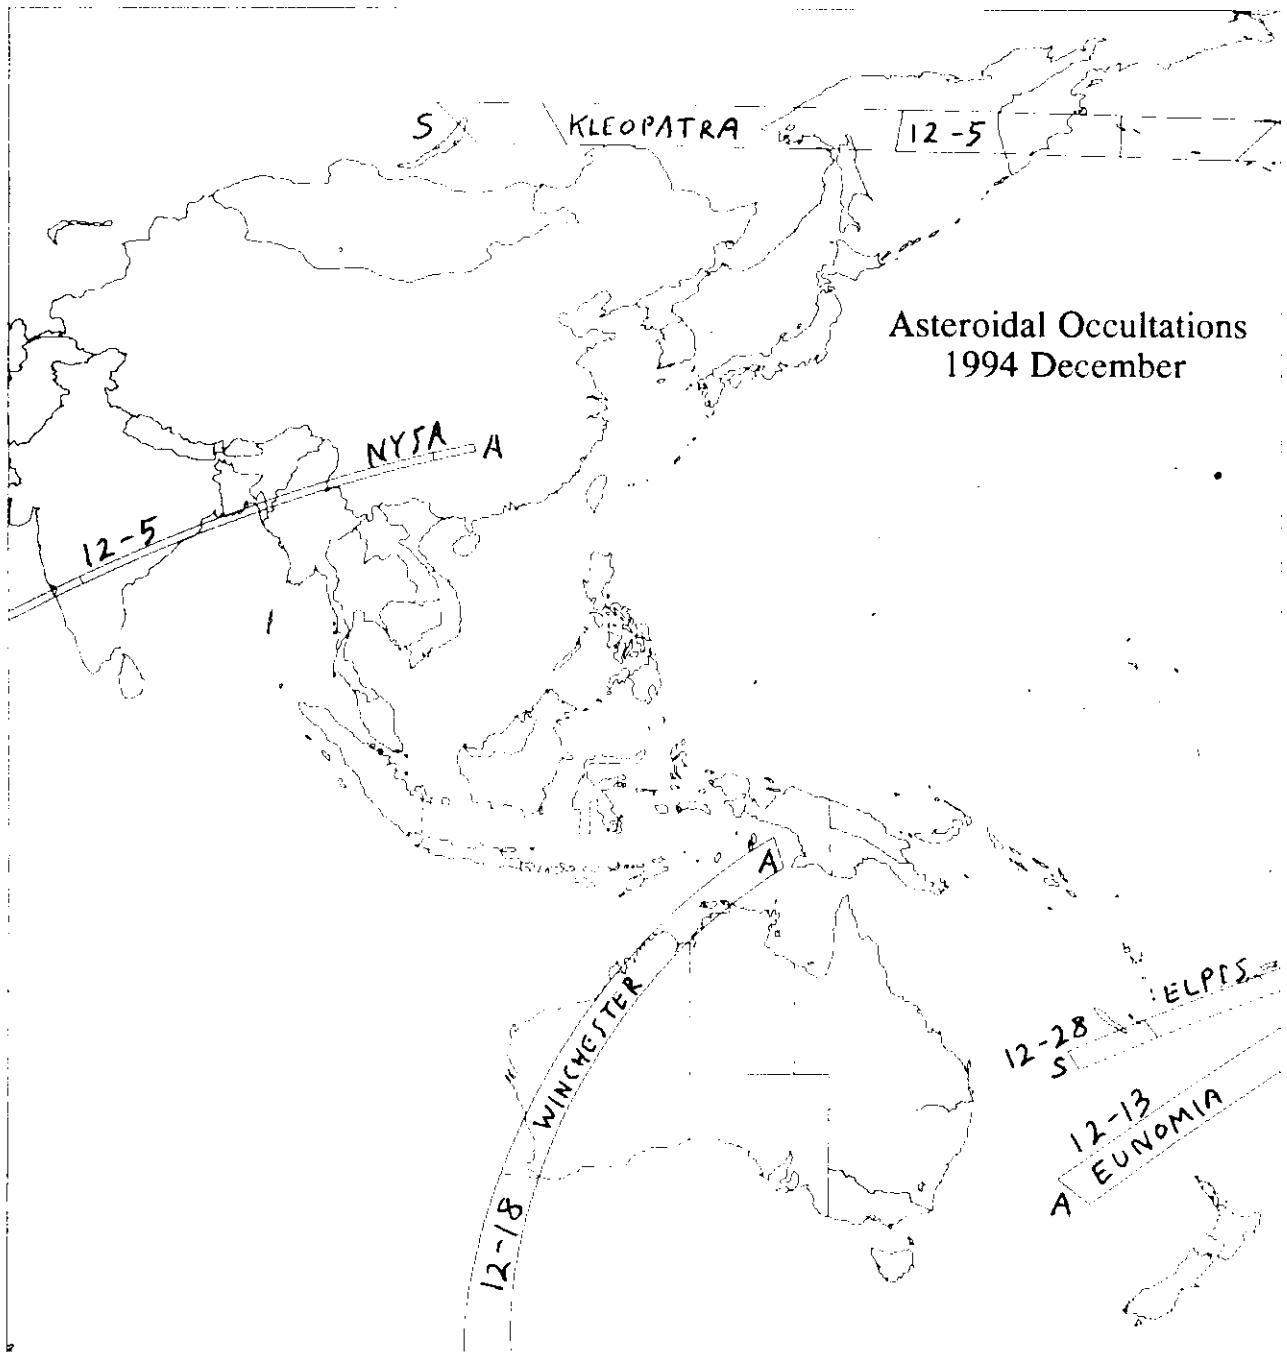 S
KLEOPATRA
12-5
Asteroidal Occultations
1994 December
NYSA
A
12-5
A
WINCHESTER
12-18
ELPIS
12-28
S
12-13
EUNOMIA
A